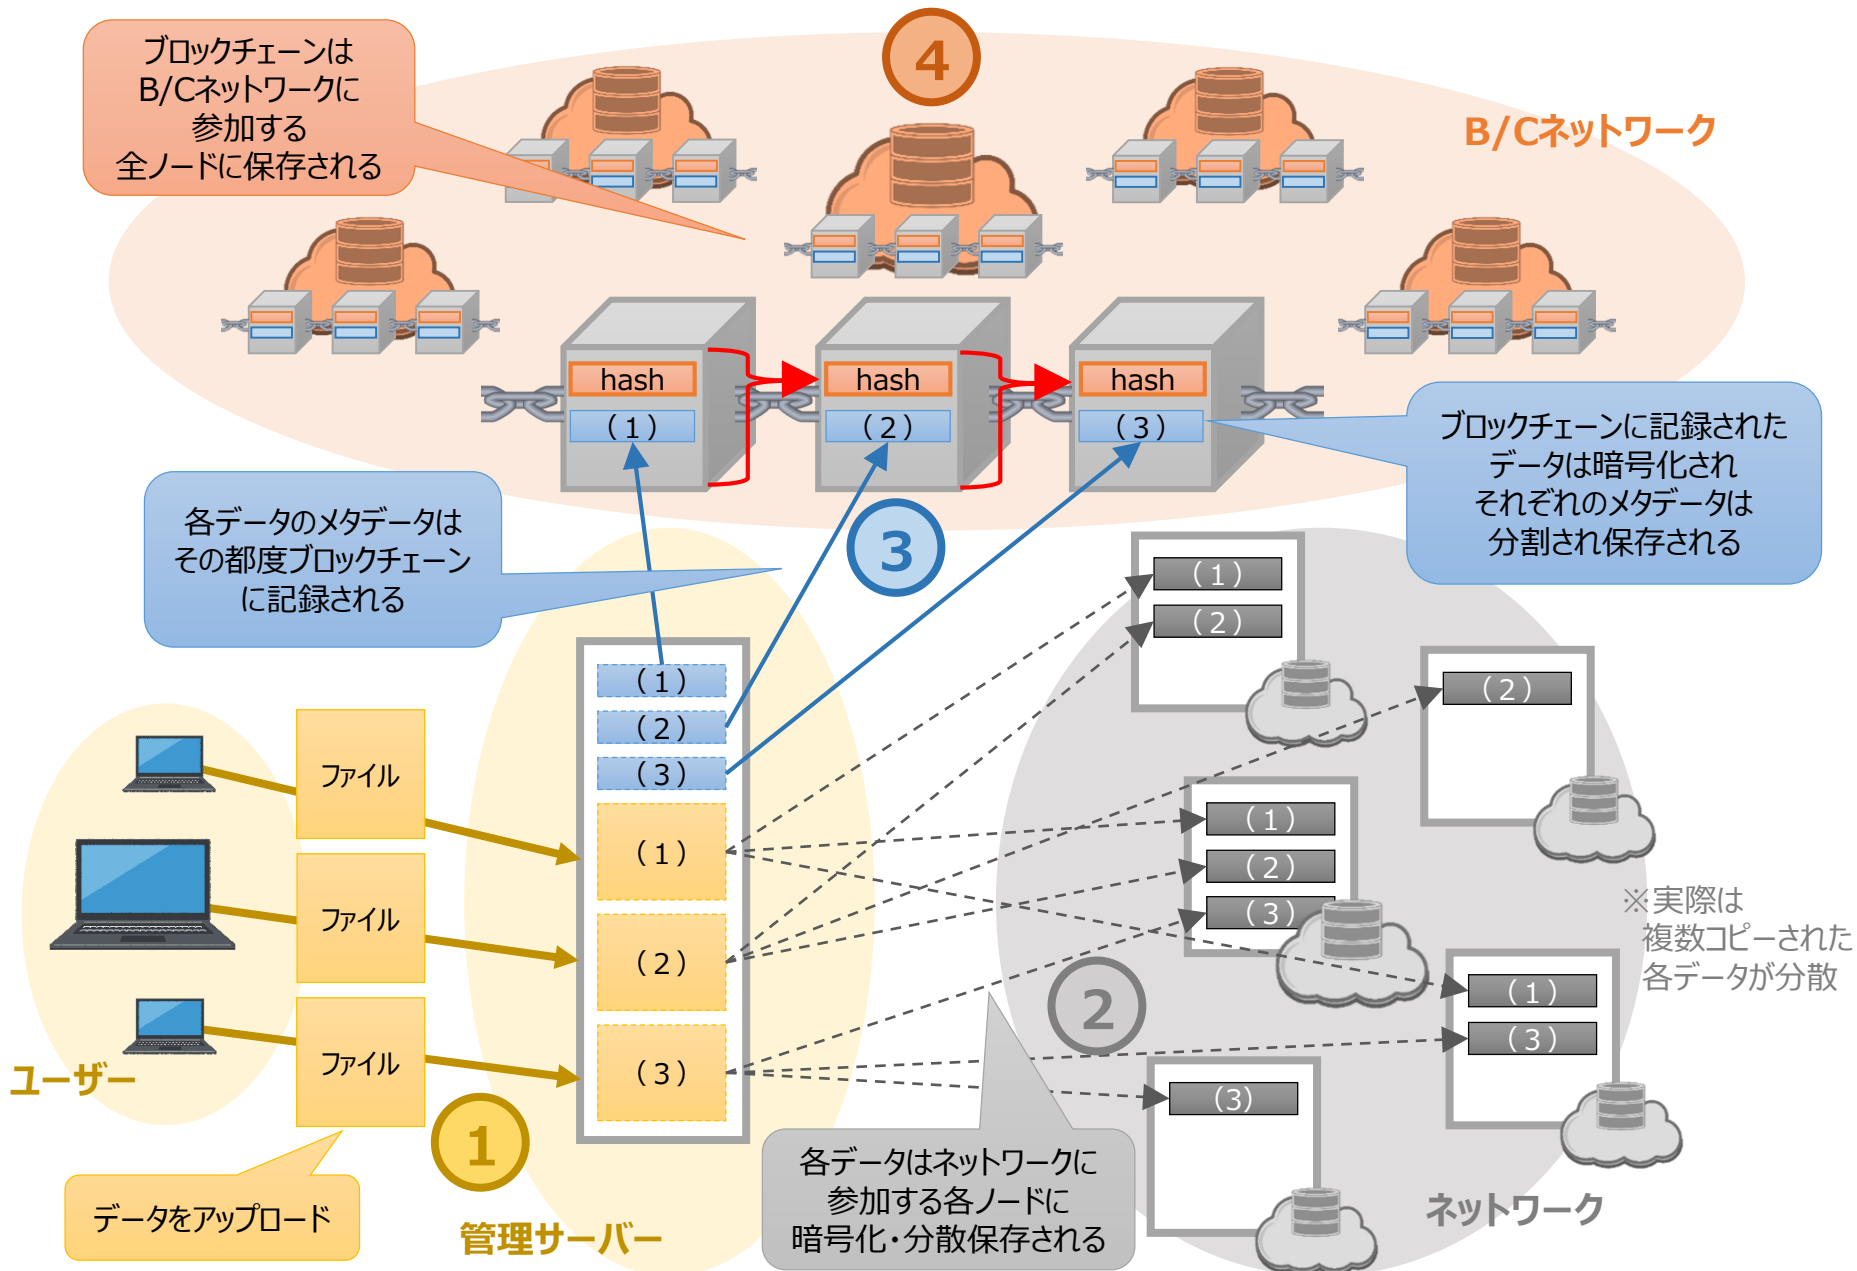 ブロックチェーンは
B/Cネットワークに
参加する
全ノードに保存される
4
B/Cネットワーク
hash
(1)
hash
(2)
hash
(3)
ブロックチェーンに記録された
データは暗号化され
それぞれのメタデータは
分割され保存される
各データのメタデータは
その都度ブロックチェーン
に記録される
3
(1)
(2)
(3)
(1)
(2)
(3)
ファイル
ファイル
ファイル
ユーザー
データをアップロード
1
管理サーバー
(1)
(2)
(2)
(1)
(2)
(3)
(1)
(3)
(3)
※実際は
複数コピーされた
各データが分散
2
各データはネットワークに
参加する各ノードに
暗号化・分散保存される
ネットワーク